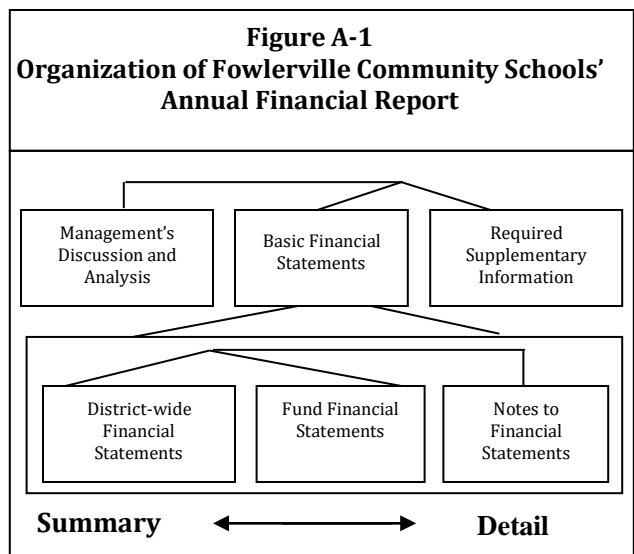 Figure A-1
Organization of Fowlerville Community Schools’
Annual Financial Report
Management’s
Discussion and
Analysis
Basic Financial
Statements
Required
Supplementary
Information
District-wide
Financial
Statements
Fund Financial
Statements
Notes to
Financial
Statements
Summary
Detail